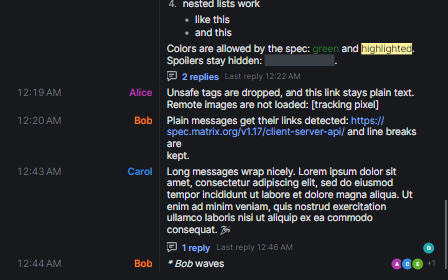 4. nested lists work
• like this
• and this
Colors are allowed by the spec: green and highlighted.
Spoilers stay hidden: .
2 replies Last reply 12:22 AM
12:19 AM Alice Unsafe tags are dropped, and this link stays plain text.
Remote images are not loaded: [tracking pixel]
12:20 AM Bob Plain messages get their links detected: https://
spec.matrix.org/v1.17/client-server-api/ and line breaks
are
kept.
12:43 AM Carol Long messages wrap nicely. Lorem ipsum dolor sit
amet, consectetur adipiscing elit, sed do eiusmod
tempor incididunt ut labore et dolore magna aliqua. Ut
enim ad minim veniam, quis nostrud exercitation
ullamco laboris nisi ut aliquip ex ea commodo
consequat.
1 reply Last reply 12:46 AM
D
12:44 AM Bob * Bob waves
A C E +1